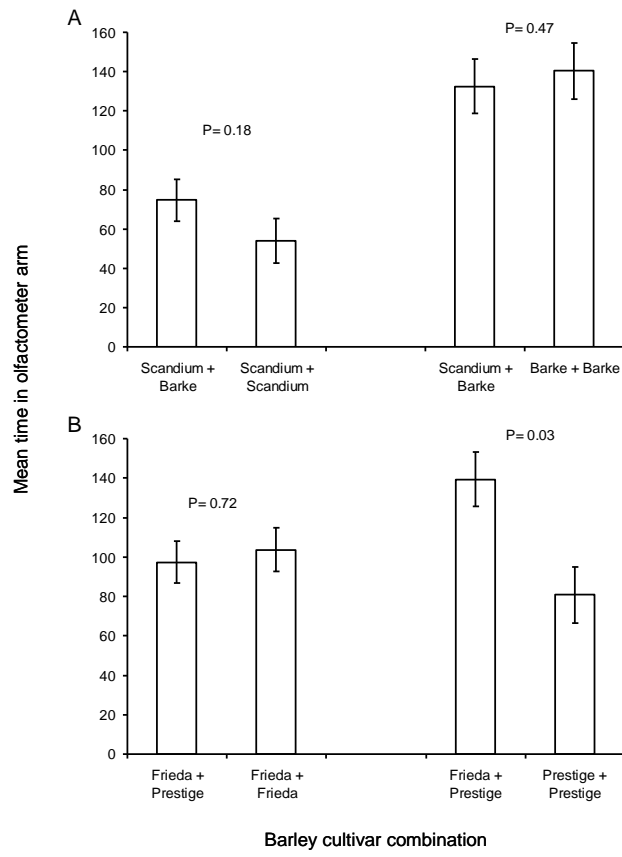 A
160
140
120
100
80
60
40
20
0
P= 0.18
P= 0.47
Scandium +
Barke
Scandium +
Scandium
Scandium +
Barke
Barke + Barke
Mean time in olfactometer arm
B
160
140
120
100
80
60
40
20
0
P= 0.72
P= 0.03
Frieda +
Prestige
Frieda +
Frieda
Frieda +
Prestige
Prestige +
Prestige
Barley cultivar combination